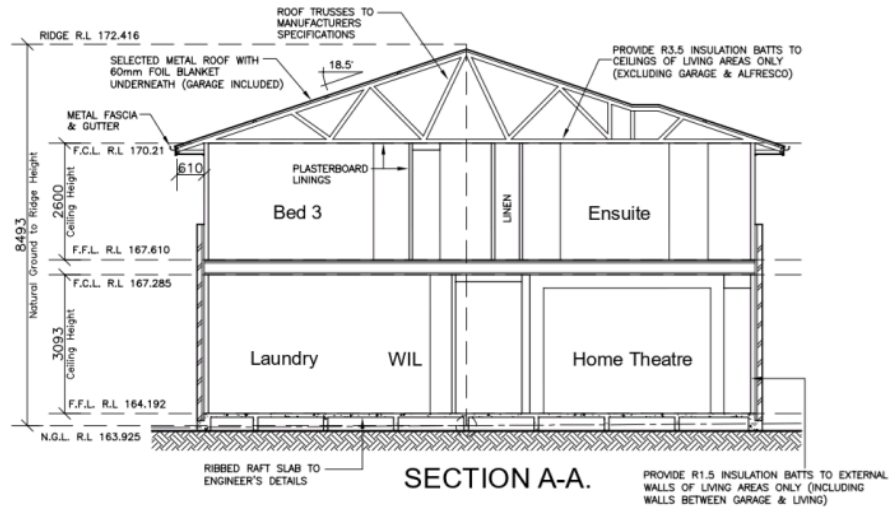 ROOF TRUSSES TO
MANUFACTURERS
SPECIFICATIONS
RIDGE R.L 172.416
SELECTED METAL ROOF WITH
60mm FOIL BLANKET
UNDERNEATH (GARAGE INCLUDED)
18.5'
PROVIDE R3.5 INSULATION BATTS TO
CEILINGS OF LIVING AREAS ONLY
(EXCLUDING GARAGE & ALFRESCO)
METAL FASCIA
& GUTTER
F.C.L. R.L 170.21
610
PLASTERBOARD
LININGS
8493
Natural Ground to Ridge Height
2600
Ceiling Height
Bed 3
LINEN
Ensuite
F.F.L. R.L 167.610
F.C.L. R.L 167.285
3093
Ceiling Height
Laundry
WIL
Home Theatre
F.F.L. R.L 164.192
N.G.L. R.L 163.925
RIBBED RAFT SLAB TO
ENGINEER'S DETAILS
SECTION A-A.
PROVIDE R1.5 INSULATION BATTS TO EXTERNAL
WALLS OF LIVING AREAS ONLY (INCLUDING
WALLS BETWEEN GARAGE & LIVING)